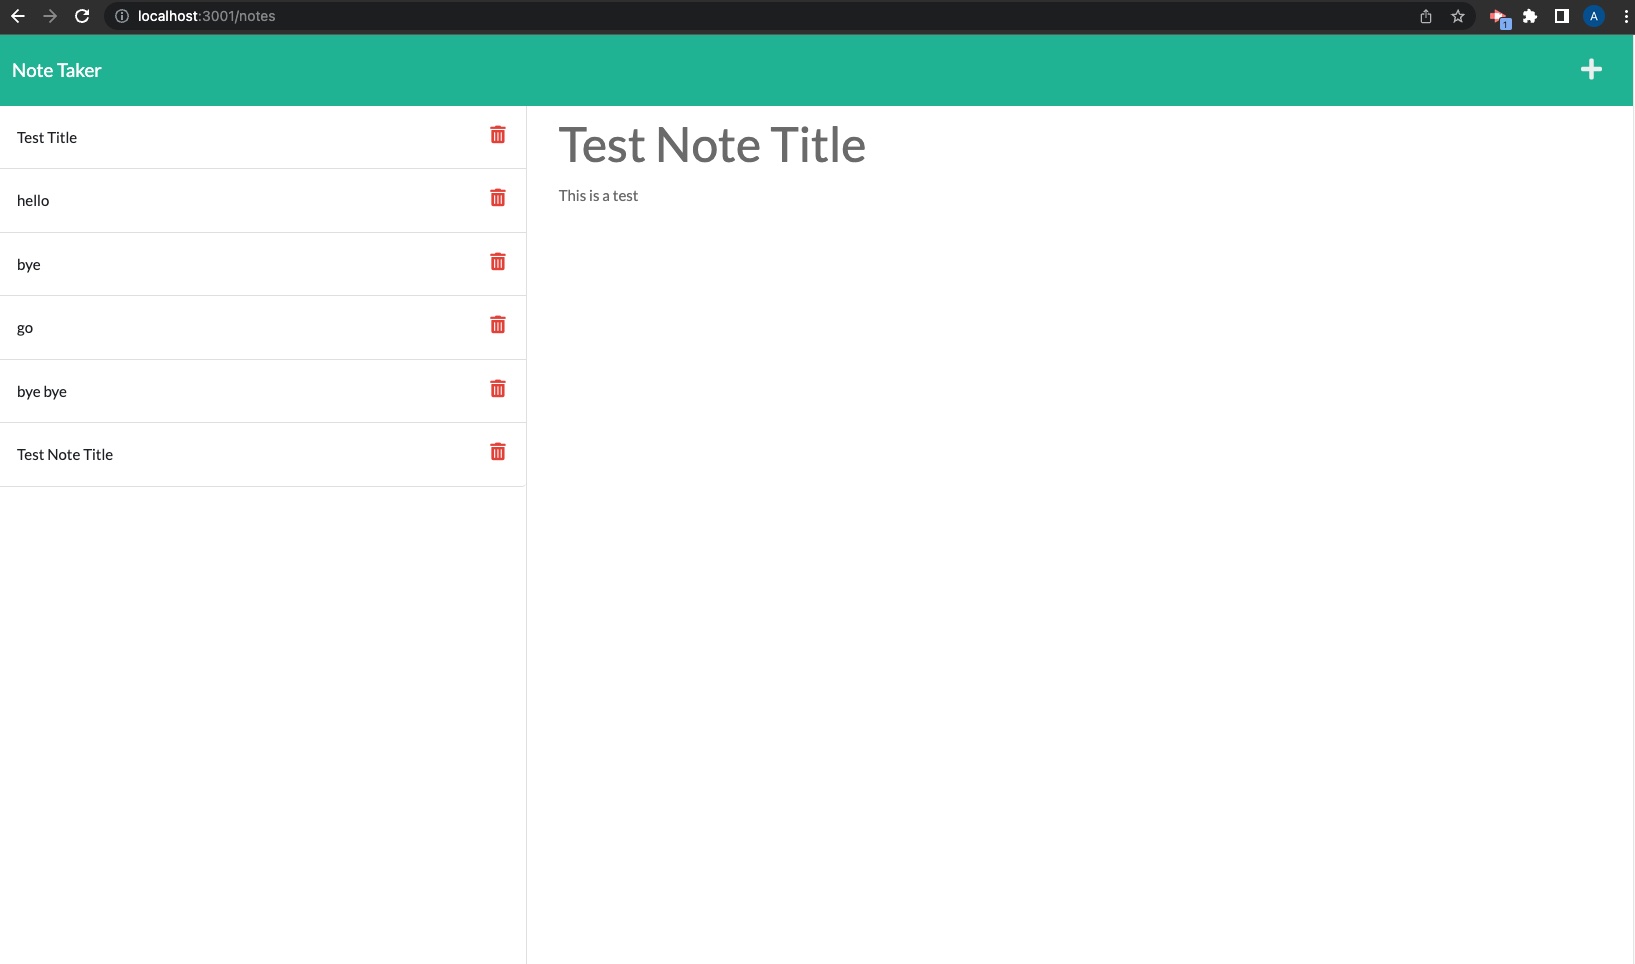 localhost:3001/notes
1
A
Note Taker
Test Title
hello
bye
go
bye bye
Test Note Title
Test Note Title
This is a test